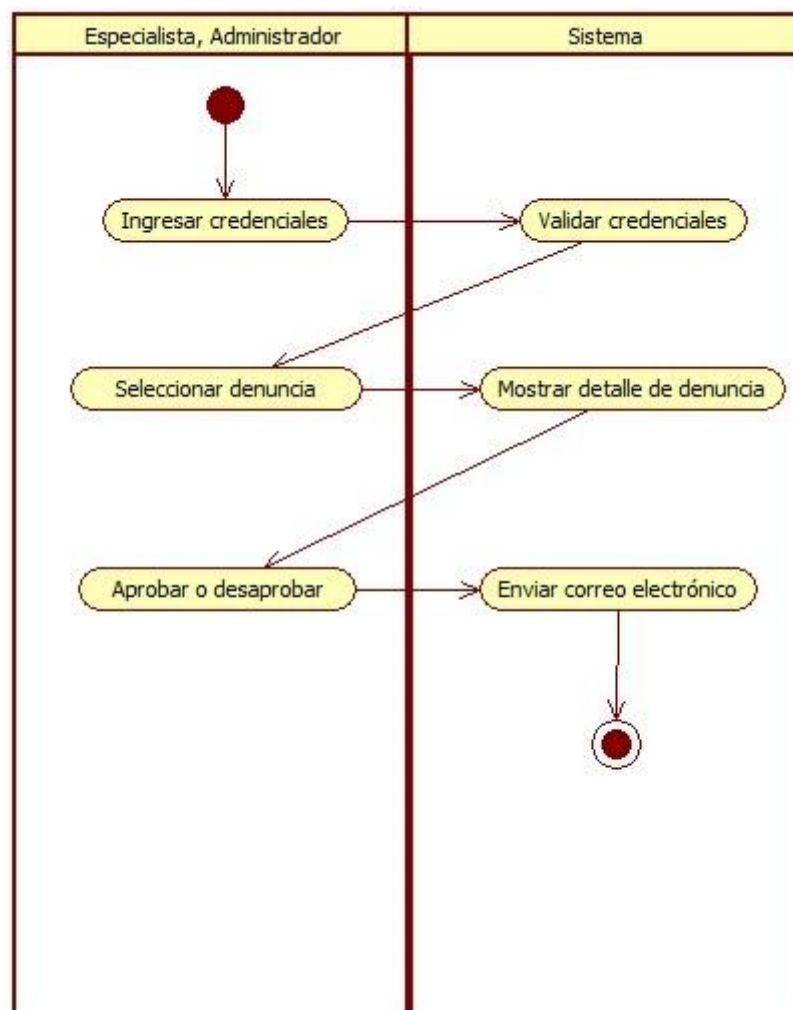 Especialista, Administrador
Sistema
Ingresar credenciales
Validar credenciales
Seleccionar denuncia
Mostrar detalle de denuncia
Aprobar o desaprobar
Enviar correo electrónico